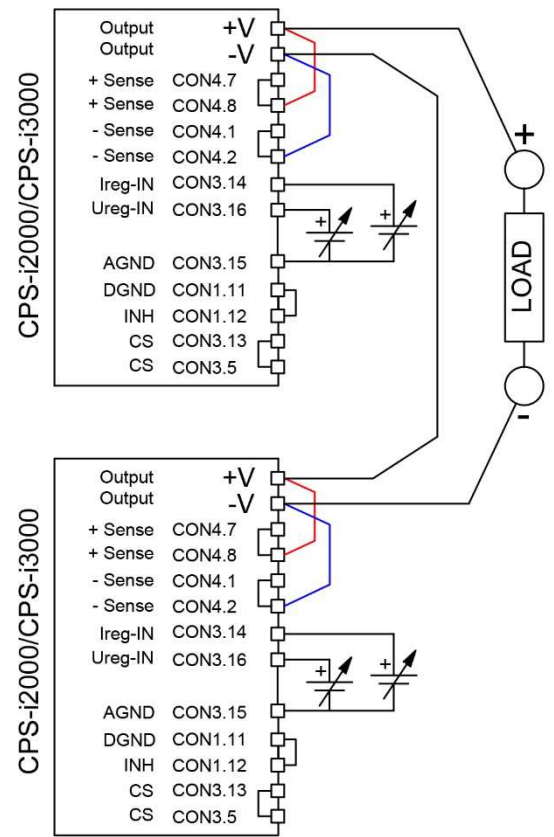 CPS-i2000/CPS-i3000
Output +V
Output -V
+ Sense CON4.7
+ Sense CON4.8
- Sense CON4.1
- Sense CON4.2
Ireg-IN CON3.14
Ureg-IN CON3.16
+ +
AGND CON3.15
DGND CON1.11
INH CON1.12
CS CON3.13
CS CON3.5
+
LOAD
-
CPS-i2000/CPS-i3000
Output +V
Output -V
+ Sense CON4.7
+ Sense CON4.8
- Sense CON4.1
- Sense CON4.2
Ireg-IN CON3.14
Ureg-IN CON3.16
+ +
AGND CON3.15
DGND CON1.11
INH CON1.12
CS CON3.13
CS CON3.5